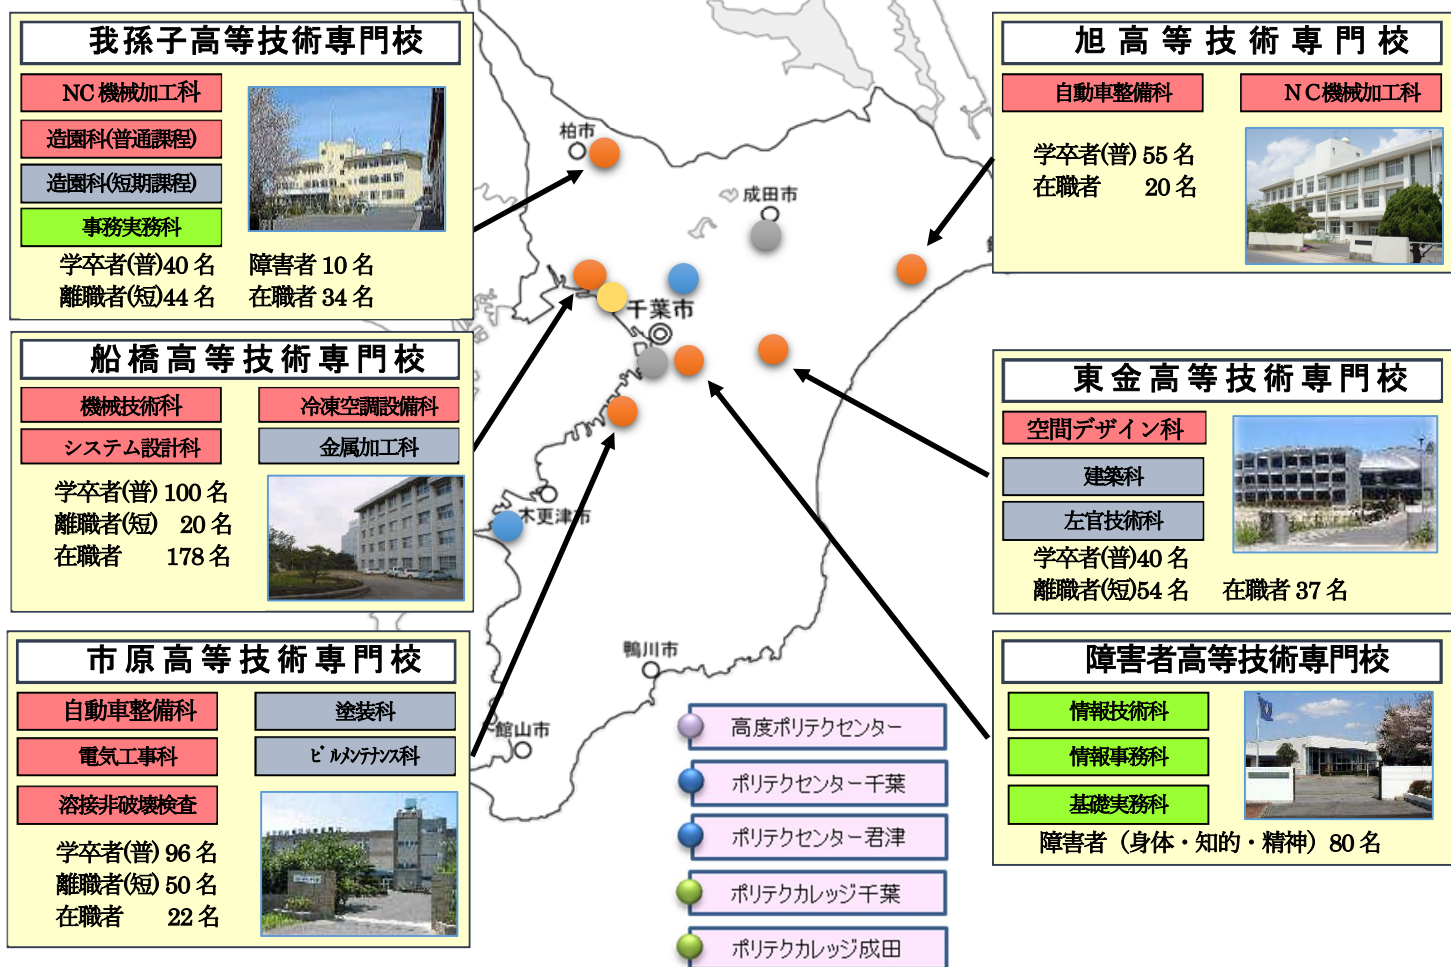 我孫子高等技術専門校
NC機械加工科
造園科(普通課程)
造園科(短期課程)
事務実務科
学卒者(普)40名 障害者10名
離職者(短)44名 在職者34名
船橋高等技術専門校
機械技術科 冷凍空調設備科
システム設計科 金属加工科
学卒者(普)100名
離職者(短) 20名
在職者 178名
市原高等技術専門校
自動車整備科 塗装科
電気工事科 ビルメンテナンス科
溶接非破壊検査
学卒者(普)96名
離職者(短)50名
在職者 22名
柏市
成田市
千葉市
木更津市
鴨川市
館山市
高度ポリテクセンター
ポリテクセンター千葉
ポリテクセンター君津
ポリテクカレッジ千葉
ポリテクカレッジ成田
旭高等技術専門校
自動車整備科 NC機械加工科
学卒者(普)55名
在職者 20名
東金高等技術専門校
空間デザイン科
建築科
左官技術科
学卒者(普)40名
離職者(短)54名 在職者37名
障害者高等技術専門校
情報技術科
情報事務科
基礎実務科
障害者（身体・知的・精神）80名